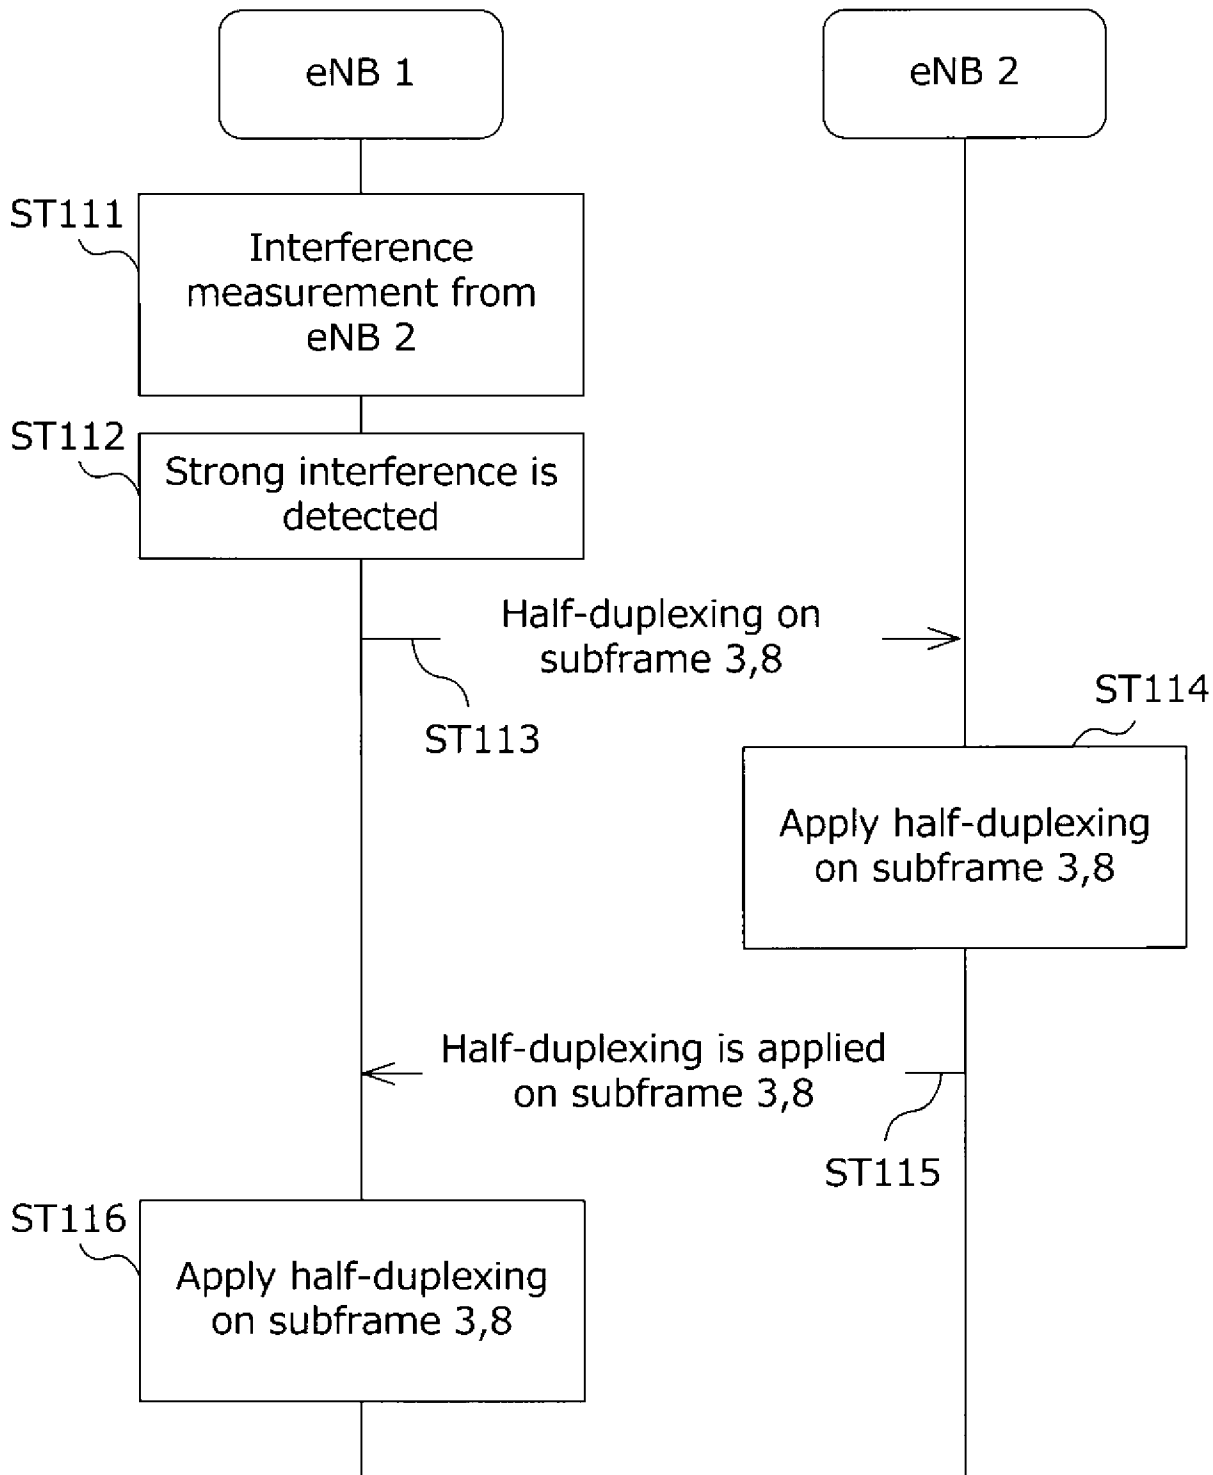 eNB 1
eNB 2
ST111
Interference
measurement from
eNB 2
ST112
Strong interference is
detected
Half-duplexing on
subframe 3,8
ST113
ST114
Apply half-duplexing
on subframe 3,8
Half-duplexing is applied
on subframe 3,8
ST115
ST116
Apply half-duplexing
on subframe 3,8